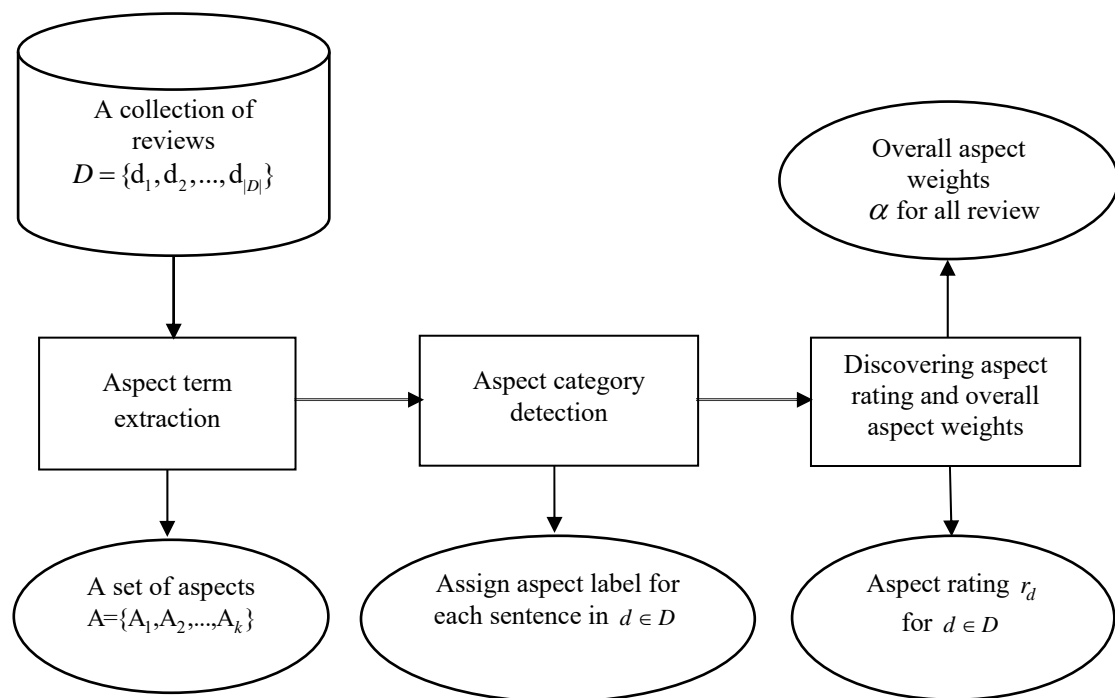 A collection of
reviews
D = {d₁,d₂,...,d|D|}
Overall aspect
weights
α for all review
Aspect term
extraction
Aspect category
detection
Discovering aspect
rating and overall
aspect weights
A set of aspects
A={A₁,A₂,...,Aₖ}
Assign aspect label for
each sentence in d ∈ D
Aspect rating r_d
for d ∈ D